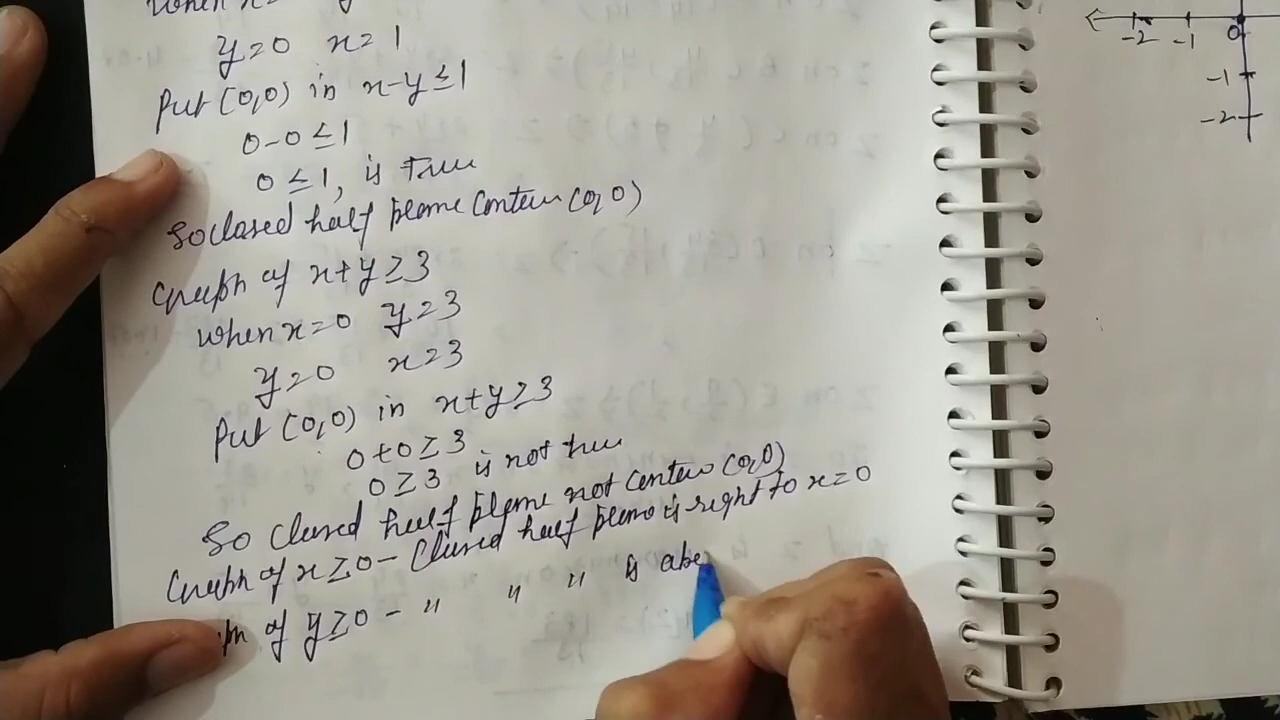 when x=
y=0 x=1
Put (0,0) in x-y≤1
0-0≤1
0≤1, is true
So closed half plane contain (0,0)
Graph of x+y≥3
when x=0 y=3
y=0 x=3
Put (0,0) in x+y≥3
0+0≥3
0≥3 is not true
So closed half plane not contain (0,0)
Graph of x≥0 - Closed half plane is right to x=0
ph of y≥0 - " " " is abo
-2 -1 0
-1
-2